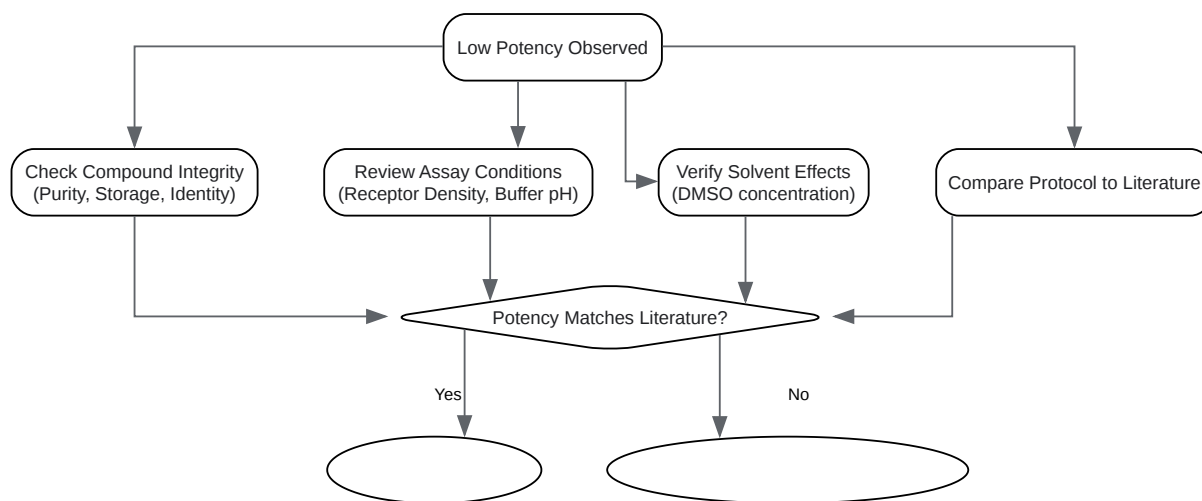 Low Potency Observed
Check Compound Integrity
(Purity, Storage, Identity)
Review Assay Conditions
(Receptor Density, Buffer pH)
Verify Solvent Effects
(DMSO concentration)
Compare Protocol to Literature
Potency Matches Literature?
Yes
No